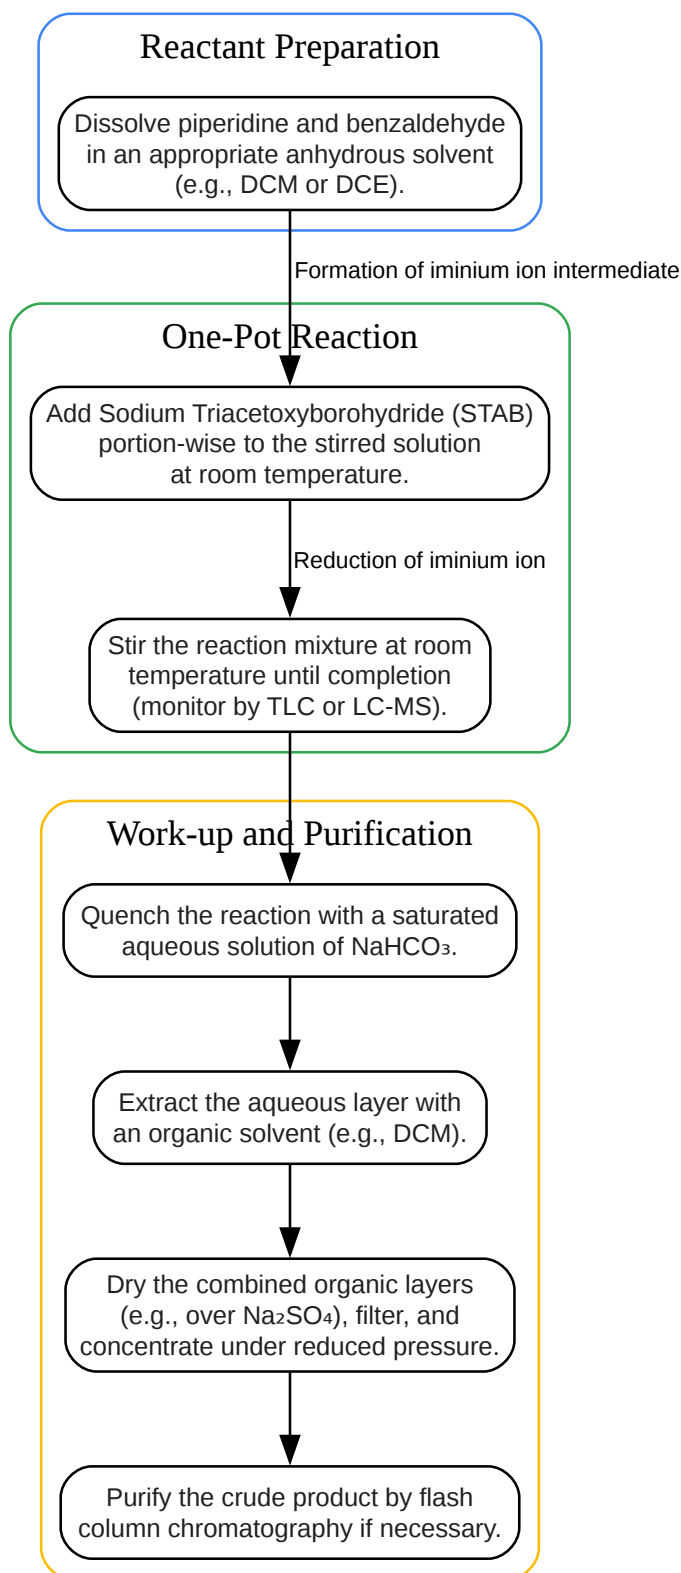 Reactant Preparation
Dissolve piperidine and benzaldehyde
in an appropriate anhydrous solvent
(e.g., DCM or DCE).
Formation of iminium ion intermediate
One-Pot Reaction
Add Sodium Triacetoxyborohydride (STAB)
portion-wise to the stirred solution
at room temperature.
Reduction of iminium ion
Stir the reaction mixture at room
temperature until completion
(monitor by TLC or LC-MS).
Work-up and Purification
Quench the reaction with a saturated
aqueous solution of NaHCO₃.
Extract the aqueous layer with
an organic solvent (e.g., DCM).
Dry the combined organic layers
(e.g., over Na₂SO₄), filter, and
concentrate under reduced pressure.
Purify the crude product by flash
column chromatography if necessary.